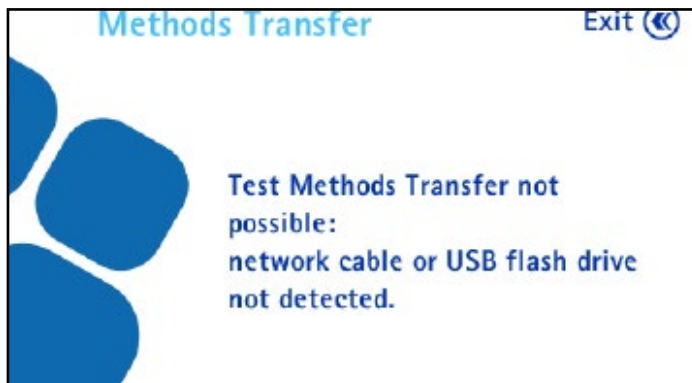 Methods Transfer
Exit
Test Methods Transfer not
possible:
network cable or USB flash drive
not detected.